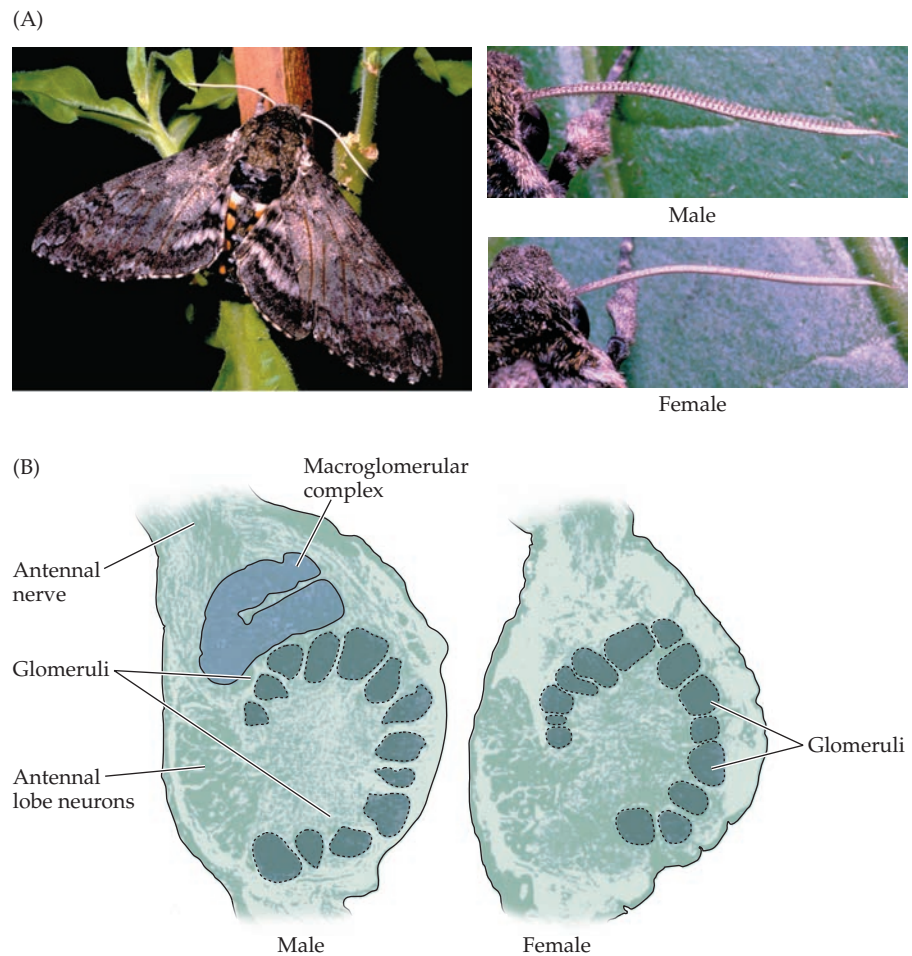 (A)
Male
Female
(B)
Macroglomerular
complex
Antennal
nerve
Glomeruli
Antennal
lobe neurons
Glomeruli
Male
Female